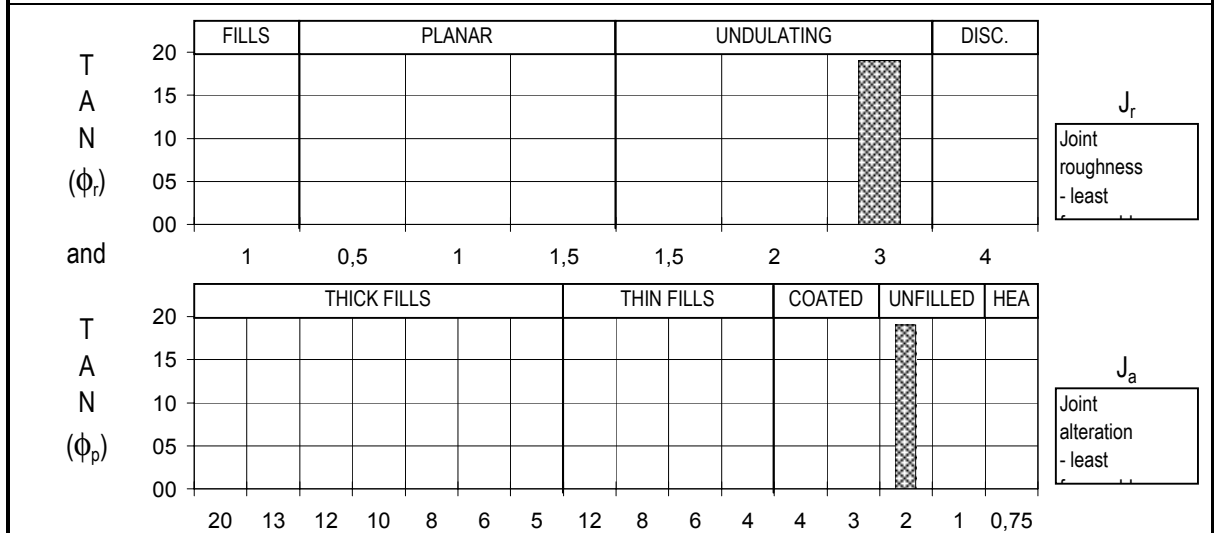 FILLS PLANAR UNDULATING DISC.
T
A
N
(ϕr)
20
15
10
05
00
Jr
Joint
roughness
- least
and
1 0,5 1 1,5 1,5 2 3 4
THICK FILLS THIN FILLS COATED UNFILLED HEA
T
A
N
(ϕp)
20
15
10
05
00
Ja
Joint
alteration
- least
20 13 12 10 8 6 5 12 8 6 4 4 3 2 1 0,75